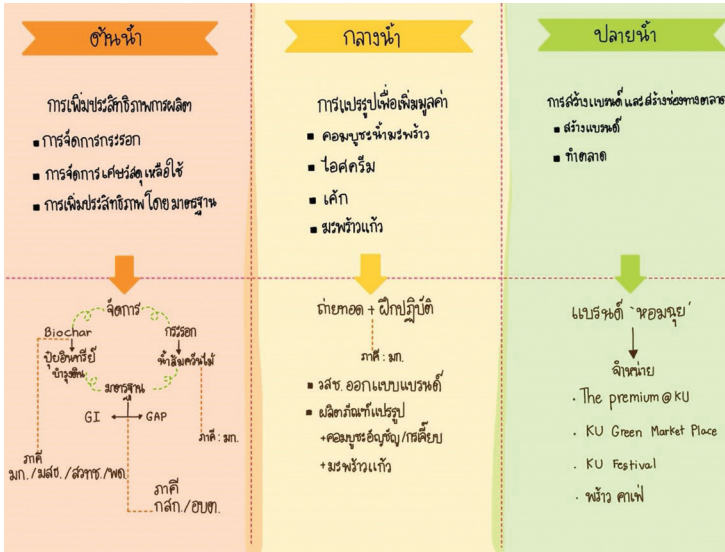 ต้นน้ำ
การเพิ่มประสิทธิภาพการผลิต
▪ การจัดการกระรอก
▪ การจัดการเศษวัสดุเหลือใช้
▪ การเพิ่มประสิทธิภาพโดยมาตรฐาน
จัดการ
Biochar
กระรอก
ปุ๋ยอินทรีย์
บำรุงดิน
น้ำส้มควันไม้
มาตรฐาน
GI
GAP
ภาคี : มก.
ภาคี
มก./มสช./สวทช./พด.
ภาคี
กสก./อบต.
กลางน้ำ
การแปรรูปเพื่อเพิ่มมูลค่า
▪ คอมบูชะน้ำมะพร้าว
▪ ไอศครีม
▪ เค้ก
▪ มะพร้าวแก้ว
ถ่ายทอด + ฝึกปฏิบัติ
ภาคี : มก.
▪ วสช. ออกแบบแบรนด์
▪ ผลิตภัณฑ์แปรรูป
+คอมบูชะอัญชัญ/กระเจี๊ยบ
+มะพร้าวแก้ว
ปลายน้ำ
การสร้างแบรนด์และสร้างช่องทางตลาด
▪ สร้างแบรนด์
▪ ทำตลาด
แบรนด์ 'หอมฉุย'
จำหน่าย
· The premium@KU
· KU Green Market Place
· KU Festival
· พร้าว คาเฟ่